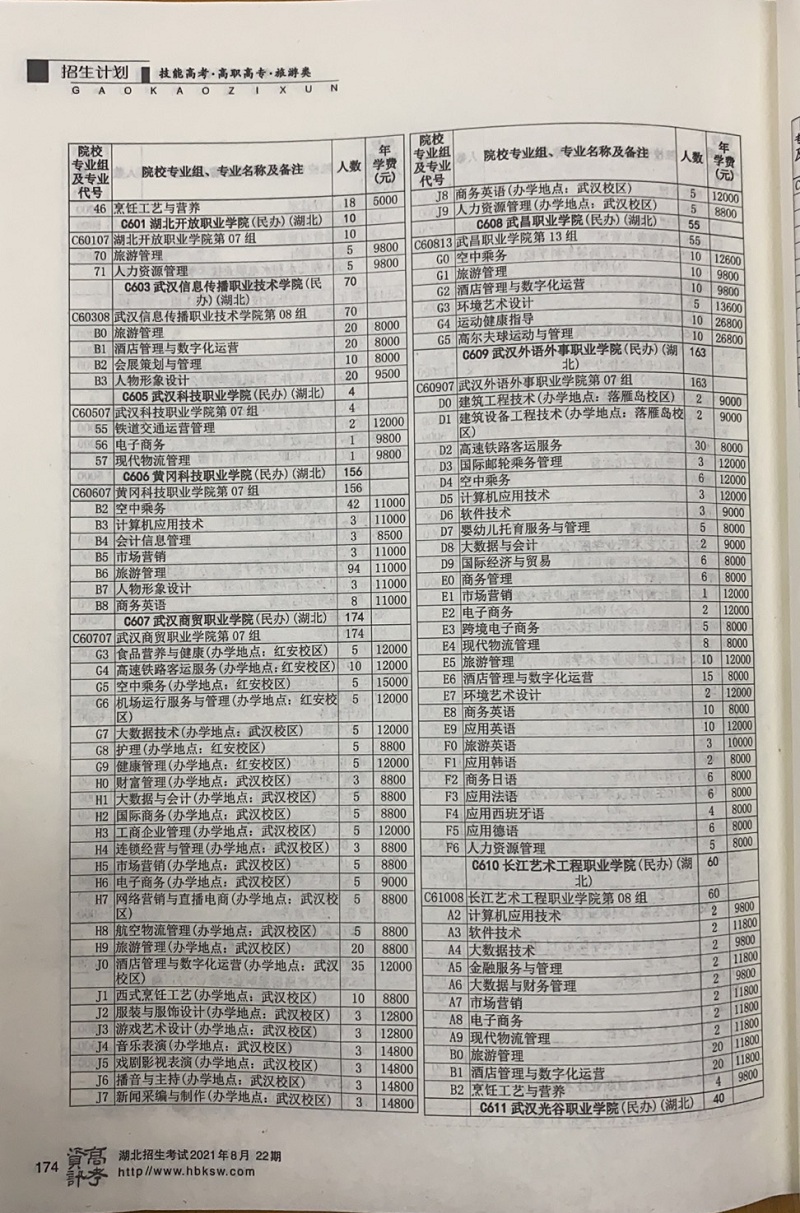 招生计划 技能高考·高职高专·旅游类
GAOKAOZIXUN
院校专业组及专业代号 院校专业组、专业名称及备注 人数 年学费(元)
46 烹饪工艺与营养 18 5000
C601 湖北开放职业学院(民办)(湖北) 10
C60107 湖北开放职业学院第 07 组 10
70 旅游管理 5 9800
71 人力资源管理 5 9800
C603 武汉信息传播职业技术学院(民
办)(湖北) 70
C60308 武汉信息传播职业技术学院第 08 组 70
B0 旅游管理 20 8000
B1 酒店管理与数字化运营 20 8000
B2 会展策划与管理 10 8000
B3 人物形象设计 20 9500
C605 武汉科技职业学院(民办)(湖北) 4
C60507 武汉科技职业学院第 07 组 4
55 铁道交通运营管理 2 12000
56 电子商务 1 9800
57 现代物流管理 1 9800
C606 黄冈科技职业学院(民办)(湖北) 156
C60607 黄冈科技职业学院第 07 组 156
B2 空中乘务 42 11000
B3 计算机应用技术 3 11000
B4 会计信息管理 3 8500
B5 市场营销 3 11000
B6 旅游管理 94 11000
B7 人物形象设计 3 11000
B8 商务英语 8 11000
C607 武汉商贸职业学院(民办)(湖北) 174
C60707 武汉商贸职业学院第 07 组 174
G3 食品营养与健康(办学地点：红安校区) 5 12000
G4 高速铁路客运服务(办学地点：红安校区) 10 12000
G5 空中乘务(办学地点：红安校区) 5 15000
G6 机场运行服务与管理(办学地点：红安校
区) 5 12000
G7 大数据技术(办学地点：武汉校区) 5 12000
G8 护理(办学地点：红安校区) 5 8800
G9 健康管理(办学地点：红安校区) 5 12000
H0 财富管理(办学地点：武汉校区) 3 8800
H1 大数据与会计(办学地点：武汉校区) 5 8800
H2 国际商务(办学地点：武汉校区) 5 8800
H3 工商企业管理(办学地点：武汉校区) 5 12000
H4 连锁经营与管理(办学地点：武汉校区) 3 8800
H5 市场营销(办学地点：武汉校区) 5 8800
H6 电子商务(办学地点：武汉校区) 5 9000
H7 网络营销与直播电商(办学地点：武汉校
区) 5 8800
H8 航空物流管理(办学地点：武汉校区) 5 8800
H9 旅游管理(办学地点：武汉校区) 20 8800
J0 酒店管理与数字化运营(办学地点：武汉
校区) 35 12000
J1 西式烹饪工艺(办学地点：武汉校区) 10 8800
J2 服装与服饰设计(办学地点：武汉校区) 3 12800
J3 游戏艺术设计(办学地点：武汉校区) 3 12800
J4 音乐表演(办学地点：武汉校区) 3 14800
J5 戏剧影视表演(办学地点：武汉校区) 3 14800
J6 播音与主持(办学地点：武汉校区) 3 14800
J7 新闻采编与制作(办学地点：武汉校区) 3 14800
院校专业组及专业代号 院校专业组、专业名称及备注 人数 年学费(元)
J8 商务英语(办学地点：武汉校区) 5 12000
J9 人力资源管理(办学地点：武汉校区) 5 8800
C608 武昌职业学院(民办)(湖北) 55
C60813 武昌职业学院第 13 组 55
G0 空中乘务 10 12600
G1 旅游管理 10 9800
G2 酒店管理与数字化运营 10 9800
G3 环境艺术设计 5 13600
G4 运动健康指导 10 26800
G5 高尔夫球运动与管理 10 26800
C609 武汉外语外事职业学院(民办)(湖
北) 163
C60907 武汉外语外事职业学院第 07 组 163
D0 建筑工程技术(办学地点：落雁岛校区) 2 9000
D1 建筑设备工程技术(办学地点：落雁岛校
区) 2 9000
D2 高速铁路客运服务 30 8000
D3 国际邮轮乘务管理 3 12000
D4 空中乘务 6 12000
D5 计算机应用技术 3 12000
D6 软件技术 3 9000
D7 婴幼儿托育服务与管理 5 8000
D8 大数据与会计 2 9000
D9 国际经济与贸易 6 8000
E0 商务管理 6 8000
E1 市场营销 1 12000
E2 电子商务 2 12000
E3 跨境电子商务 5 8000
E4 现代物流管理 8 8000
E5 旅游管理 10 12000
E6 酒店管理与数字化运营 15 8000
E7 环境艺术设计 2 12000
E8 商务英语 10 8000
E9 应用英语 10 12000
F0 旅游英语 3 10000
F1 应用韩语 2 8000
F2 商务日语 6 8000
F3 应用法语 6 8000
F4 应用西班牙语 4 8000
F5 应用德语 6 8000
F6 人力资源管理 5 8000
C610 长江艺术工程职业学院(民办)(湖
北) 60
C61008 长江艺术工程职业学院第 08 组 60
A2 计算机应用技术 2 9800
A3 软件技术 2 11800
A4 大数据技术 2 9800
A5 金融服务与管理 2 11800
A6 大数据与财务管理 2 9800
A7 市场营销 2 11800
A8 电子商务 2 11800
A9 现代物流管理 2 11800
B0 旅游管理 20 11800
B1 酒店管理与数字化运营 20 11800
B2 烹饪工艺与营养 4 9800
C611 武汉光谷职业学院(民办)(湖北) 40
174 高考資訊 湖北招生考试2021年8月 22期
http://www.hbksw.com